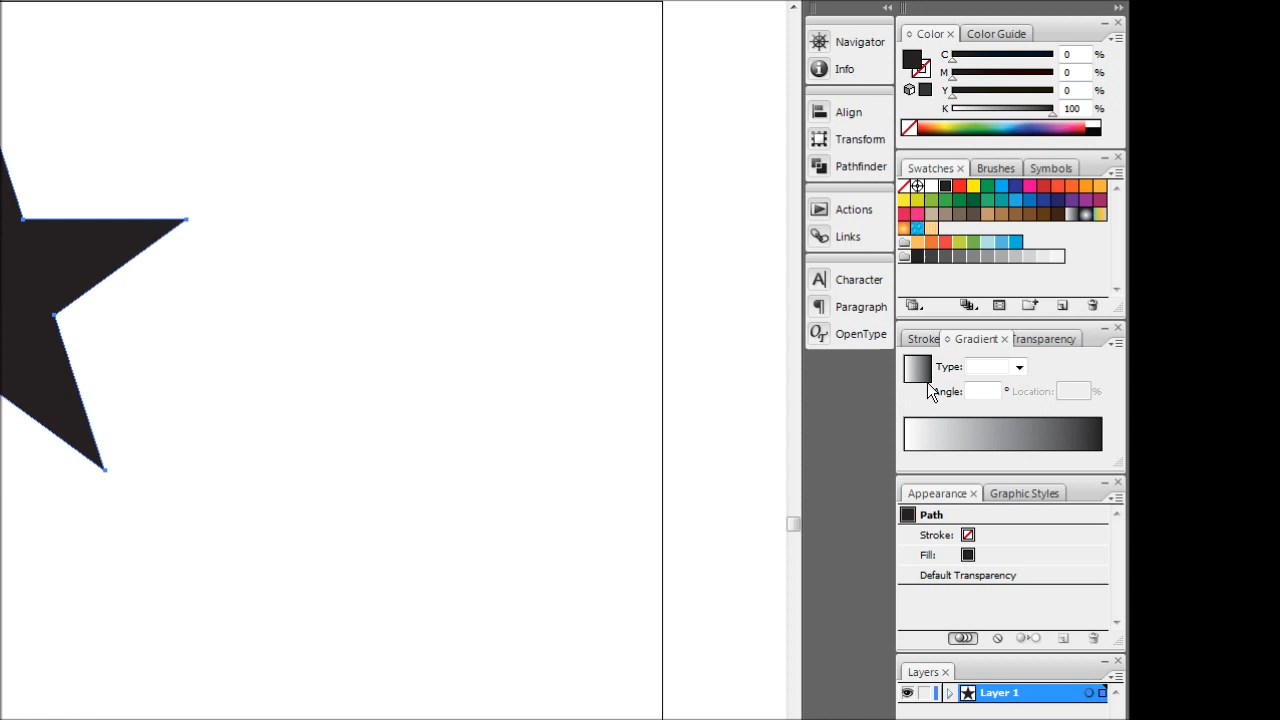 Navigator
Info
Align
Transform
Pathfinder
Actions
Links
A Character
¶ Paragraph
OT OpenType
Color × Color Guide
C 0 %
M 0 %
Y 0 %
K 100 %
Swatches × Brushes Symbols
Stroke Gradient × Transparency
Type:
Angle: ° Location: %
Appearance × Graphic Styles
Path
Stroke:
Fill:
Default Transparency
Layers ×
Layer 1